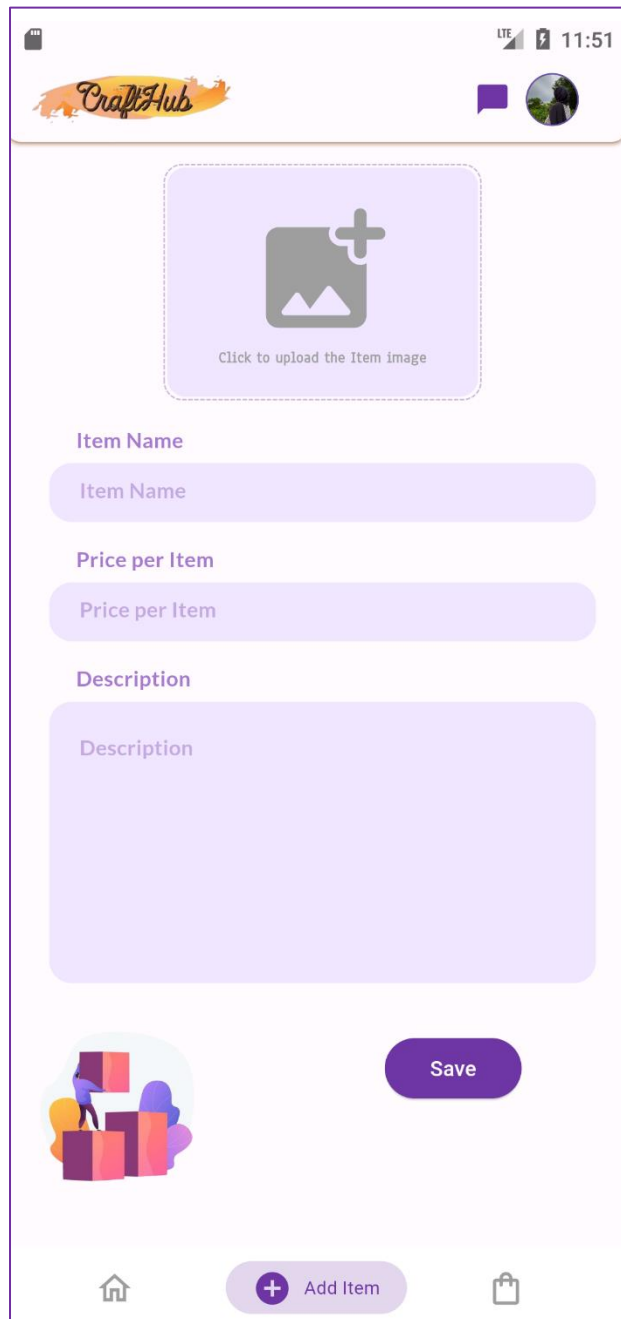 LTE 11:51
CraftHub
Click to upload the Item image
Item Name
Item Name
Price per Item
Price per Item
Description
Description
Save
Add Item